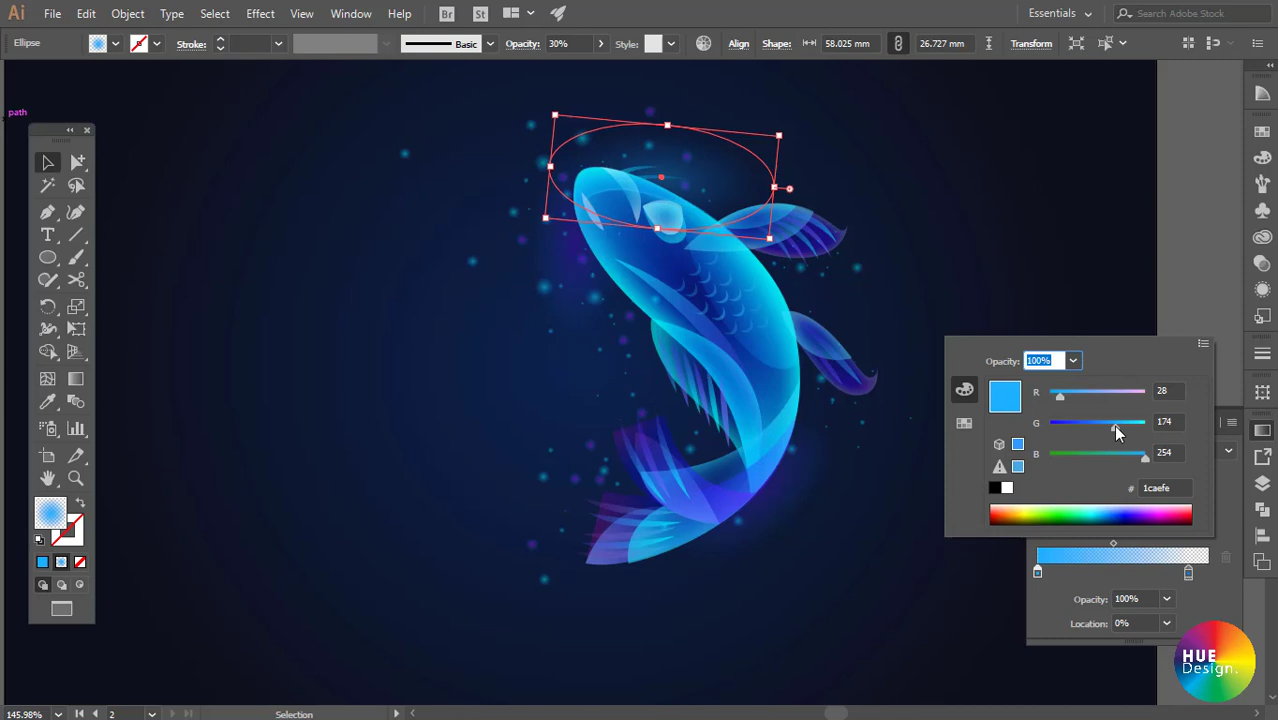 Ai File Edit Type Select Effect View Window Help Br St Essentials Search Adobe Stock
Ellipse Stroke: Basic Opacity: 30% Style: Align Shape: 58.025 mm 26.727 mm Transform
path
Opacity: 100%
R 28
G 174
B 254
# 1caefe
Opacity: 100%
Location: 0%
HUE
Design.
145.98% 2 Selection